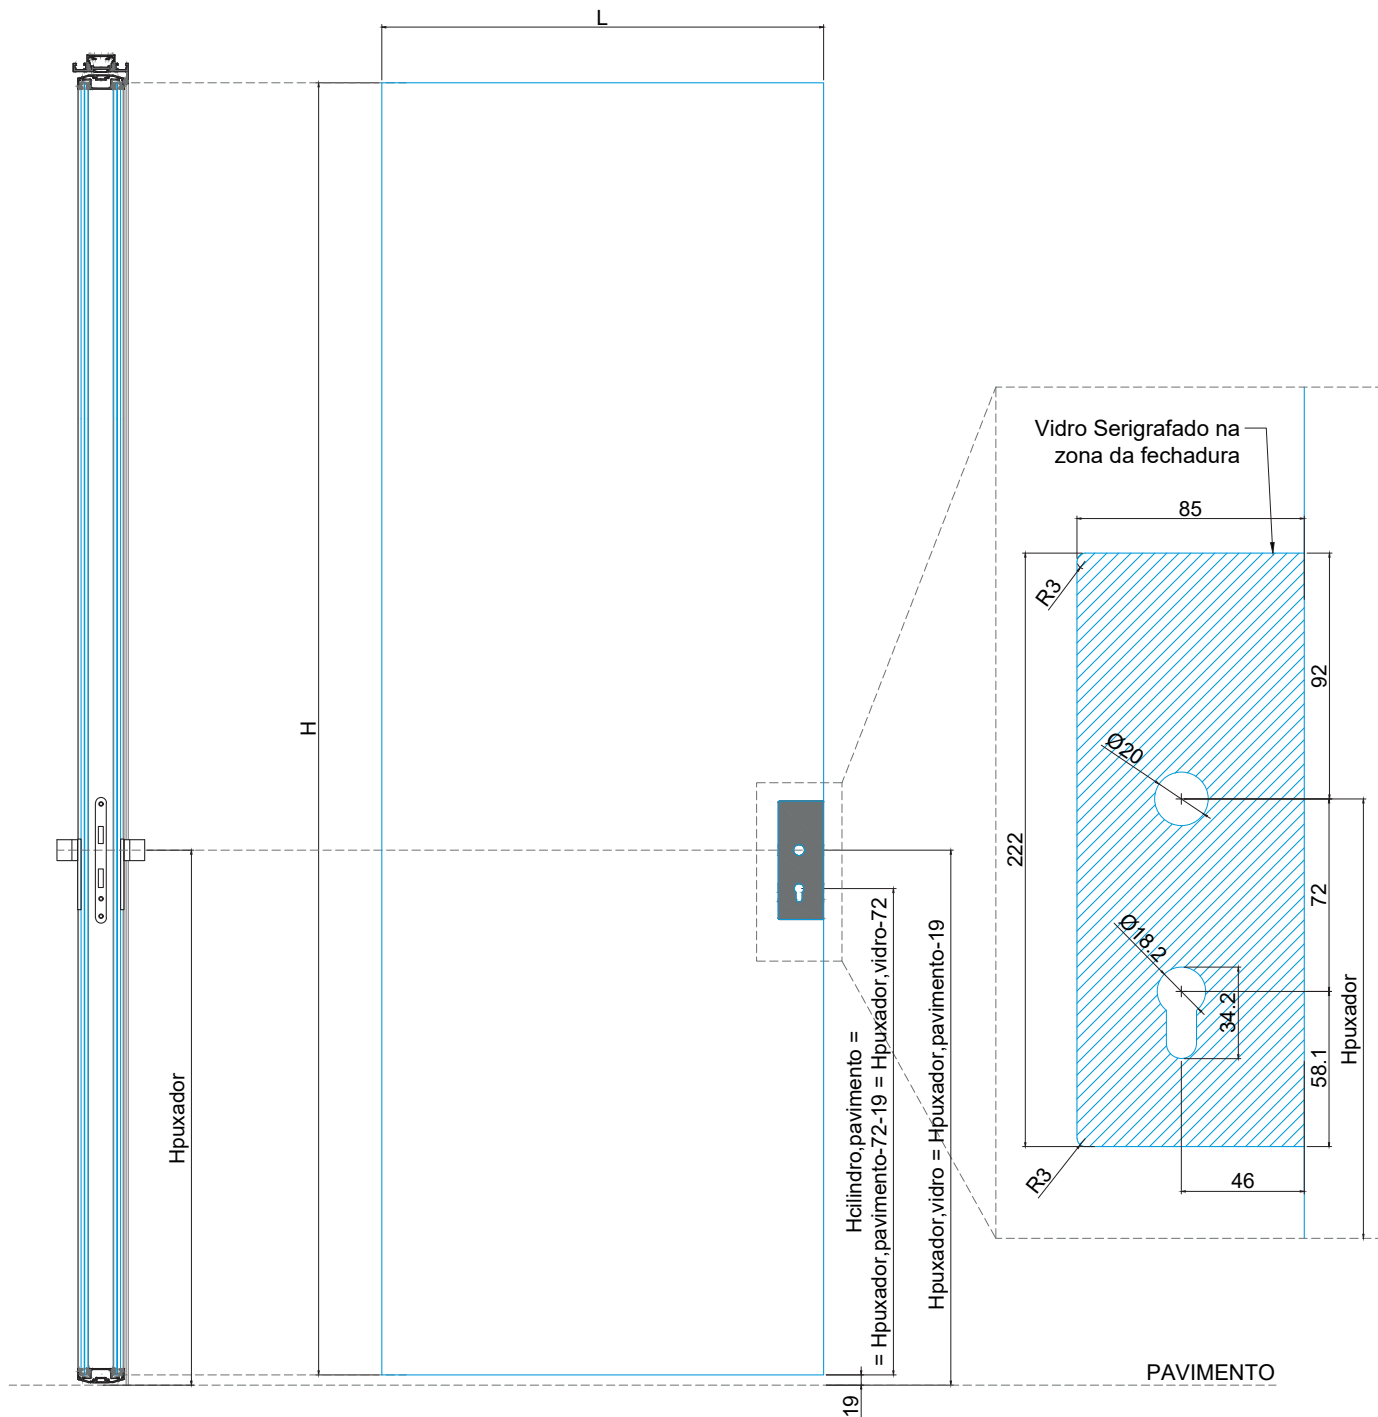 L
H
Hpuxador
Hcilindro,pavimento =
= Hpuxador,pavimento-72-19 = Hpuxador,vidro-72
Hpuxador,vidro = Hpuxador,pavimento-19
19
Vidro Serigrafado na
zona da fechadura
85
R3
92
Ø20
222
72
Ø18.2
34.2
Hpuxador
58.1
R3
46
PAVIMENTO